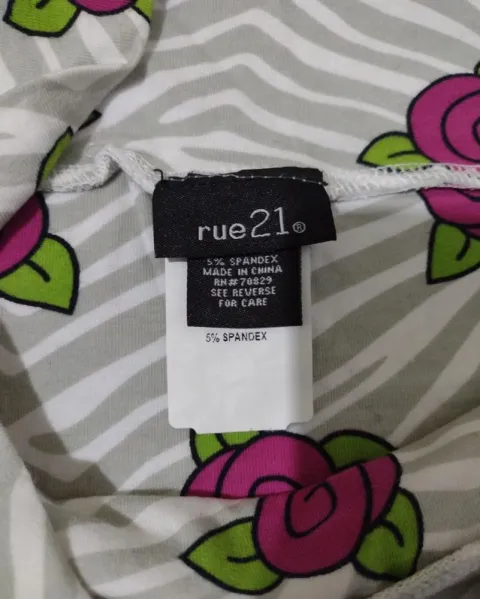 rue21®
5% SPANDEX
MADE IN CHINA
RN#70829
SEE REVERSE
FOR CARE
5% SPANDEX